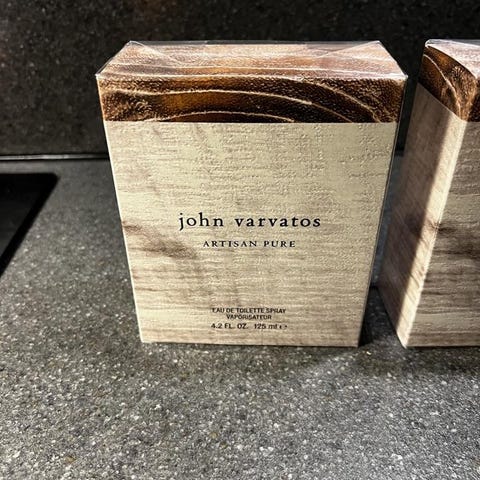 john varvatos
ARTISAN PURE
EAU DE TOILETTE SPRAY
VAPORISATEUR
4.2 FL. OZ. 125 ml ℮